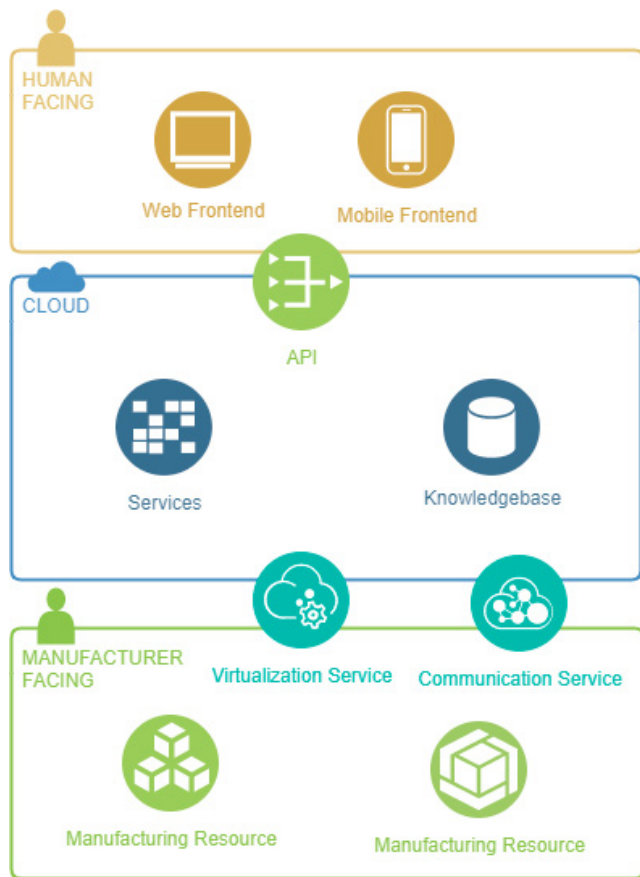 HUMAN
FACING
Web Frontend
Mobile Frontend
CLOUD
API
Services
Knowledgebase
MANUFACTURER
FACING
Virtualization Service
Communication Service
Manufacturing Resource
Manufacturing Resource